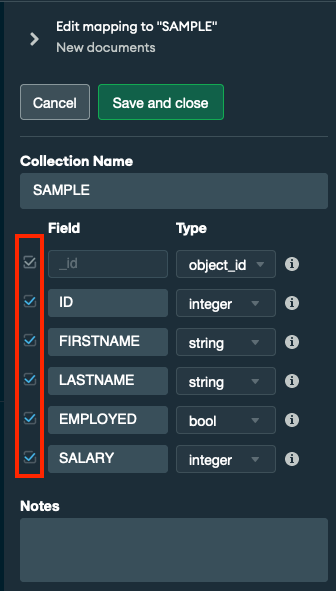 Edit mapping to "SAMPLE"
New documents
Cancel Save and close
Collection Name
SAMPLE
Field Type
_id object_id
ID integer
FIRSTNAME string
LASTNAME string
EMPLOYED bool
SALARY integer
Notes